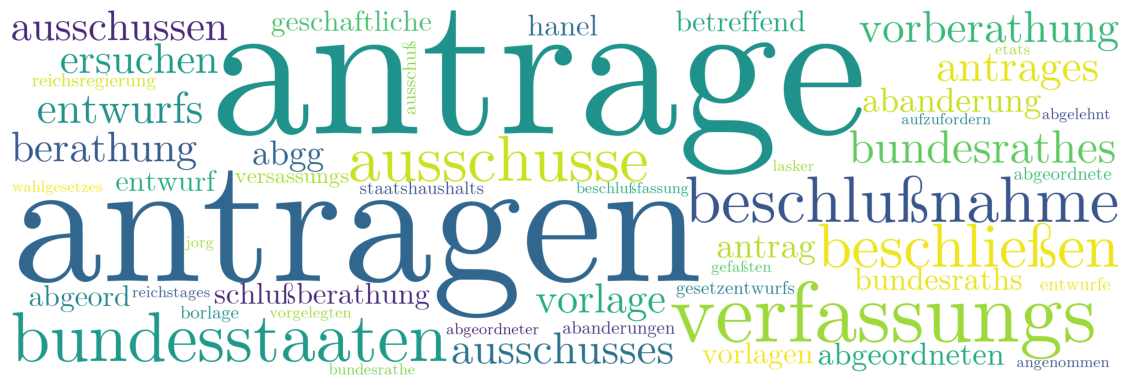 ausschussen
geschaftliche
hanel
betreffend
vorberathung
ersuchen
antrage
etats
reichsregierung
ausschuß
antrages
entwurfs
abanderung
abgelehnt
aufzufordern
berathung
abgg
ausschusse
bundesrathes
lasker
abgeordnete
wahlgesetzes
entwurf
versassungs
staatshaushalts
beschlußfassung
beschlußnahme
antragen
jorg
antrag
beschließen
gefaßten
bundesraths
entwurfe
abgeord
reichstages
schlußberathung
vorlage
gesetzentwurfs
borlage
vorgelegten
verfassungs
bundesstaaten
abgeordneter
abanderungen
ausschusses
vorlagen
abgeordneten
angenommen
bundesrathe